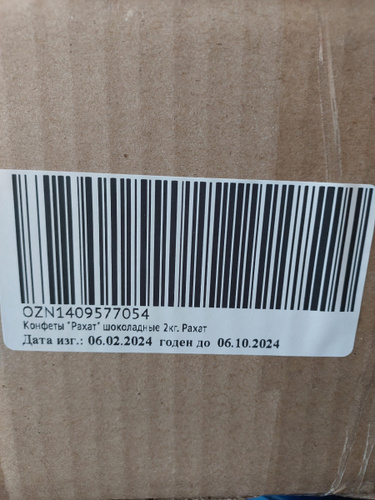 OZN1409577054
Конфеты "Рахат" шоколадные 2кг. Рахат
Дата изг.: 06.02.2024 годен до 06.10.2024